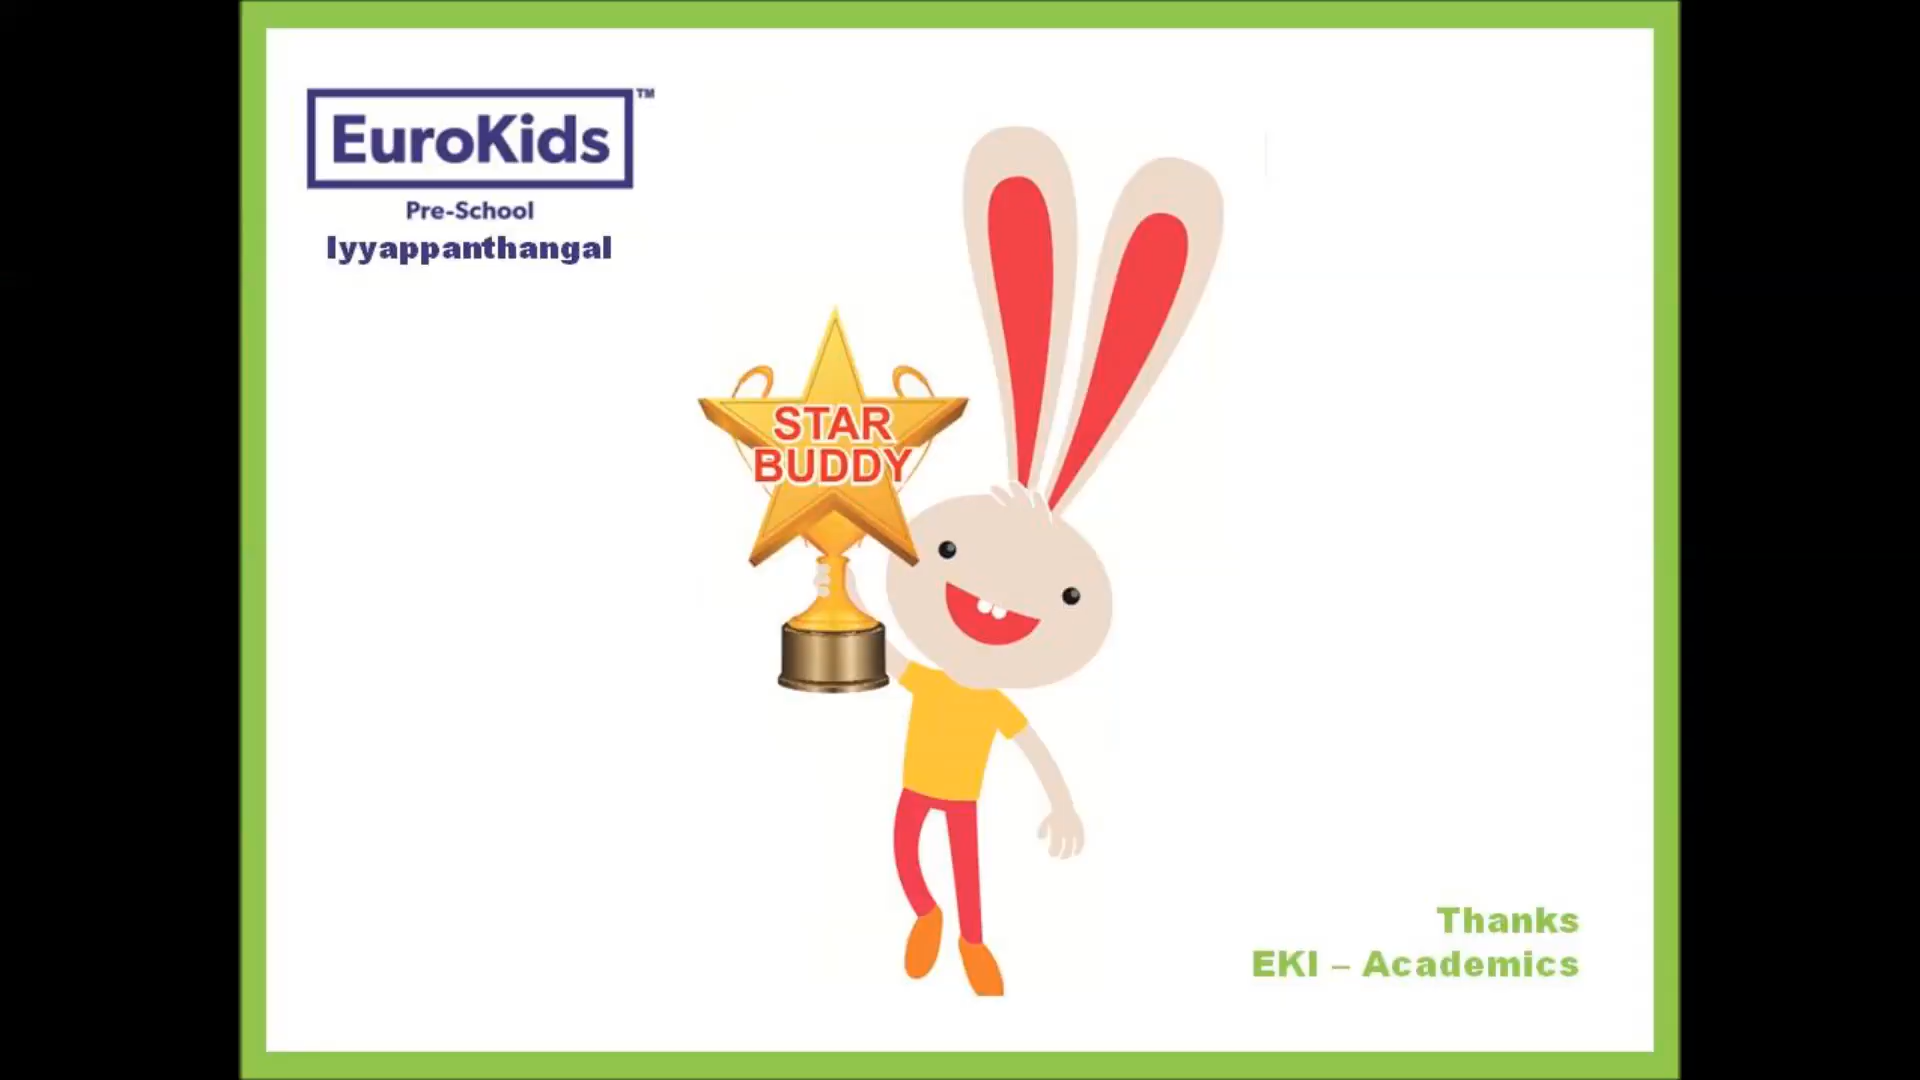 EuroKids™
Pre-School
Iyyappanthangal
STAR
BUDDY
Thanks
EKI – Academics